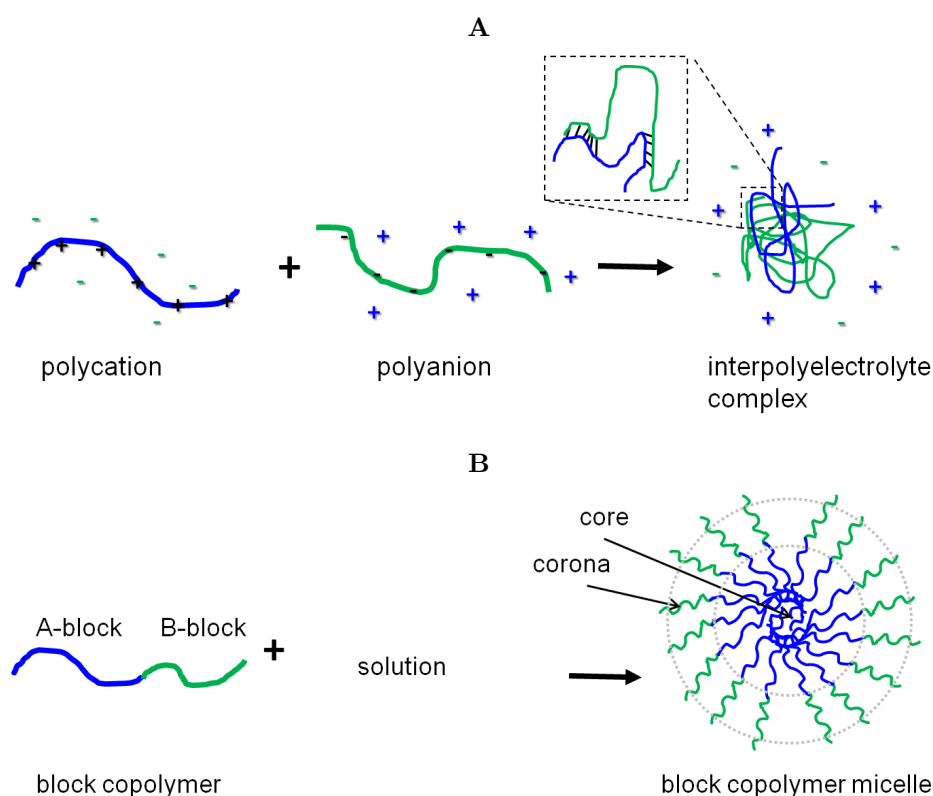 A
polycation
+
polyanion
interpolyelectrolyte
complex
B
core
corona
A-block
B-block
+
solution
block copolymer
block copolymer micelle